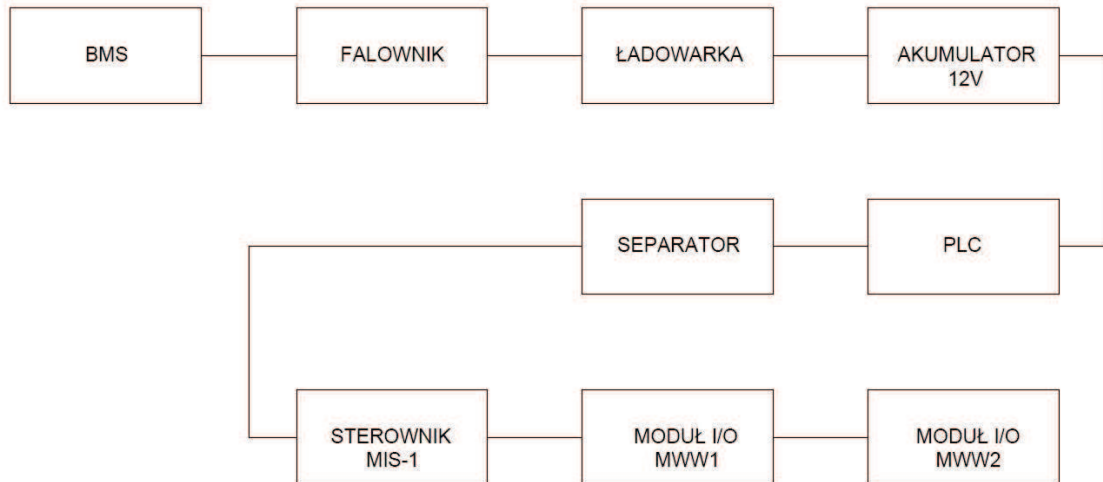 BMS
FALOWNIK
ŁADOWARKA
AKUMULATOR
12V
SEPARATOR
PLC
STEROWNIK
MIS-1
MODUŁ I/O
MWW1
MODUŁ I/O
MWW2